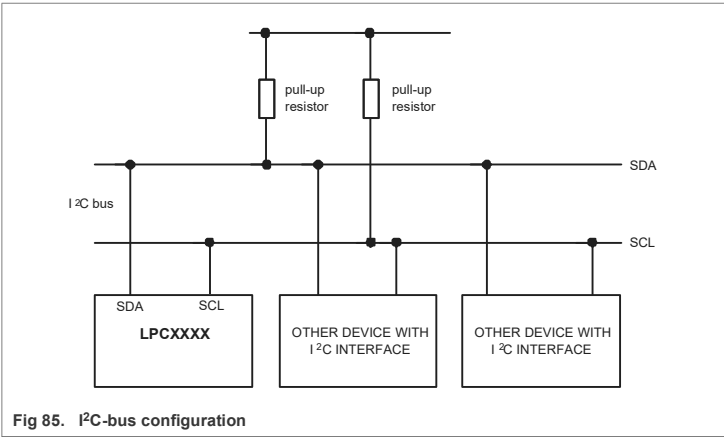 pull-up
resistor
pull-up
resistor
SDA
I 2C bus
SCL
SDA
SCL
LPCXXXX
OTHER DEVICE WITH
I 2C INTERFACE
OTHER DEVICE WITH
I 2C INTERFACE
Fig 85. I2C-bus configuration